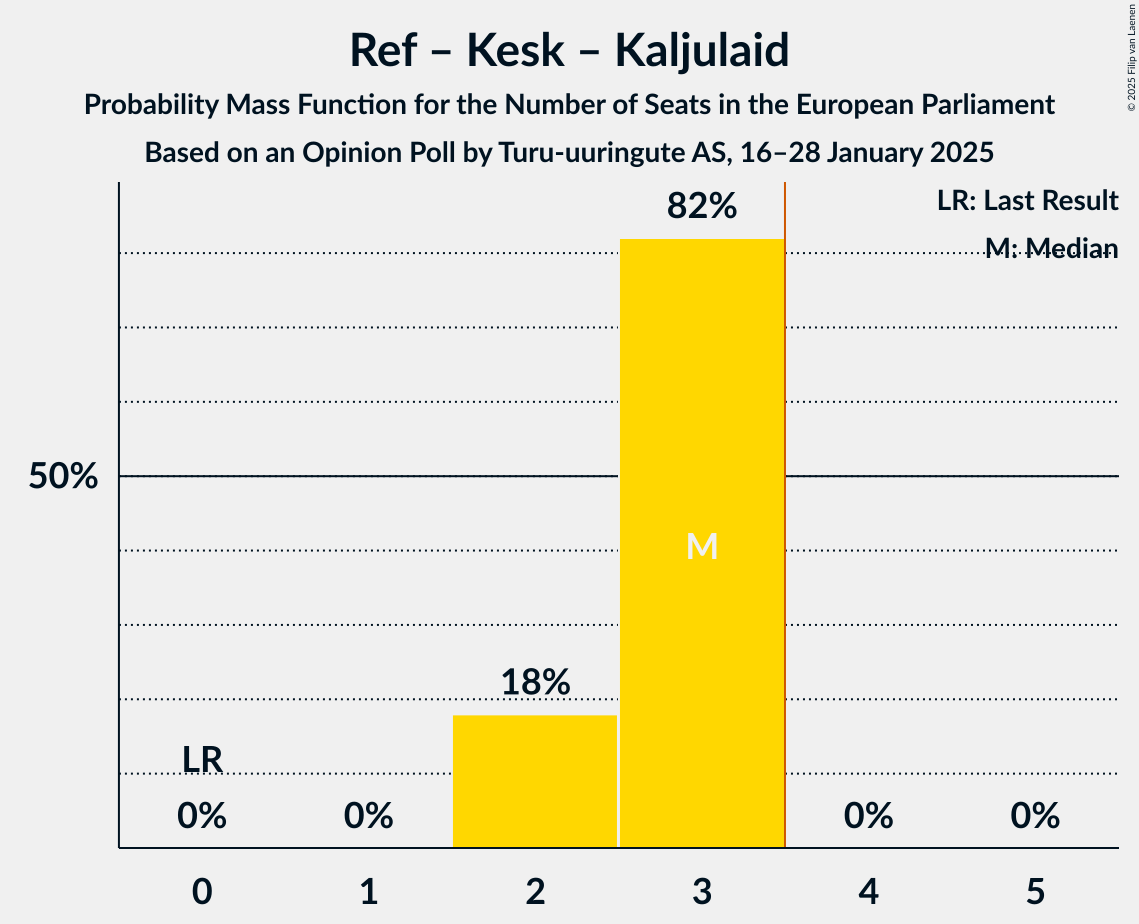 Ref – Kesk – Kaljulaid
Probability Mass Function for the Number of Seats in the European Parliament
Based on an Opinion Poll by Turu-uuringute AS, 16–28 January 2025
© 2025 Filip van Laenen
LR: Last Result
M: Median
82%
50%
M
18%
LR
0% 0% 0% 0%
0 1 2 3 4 5